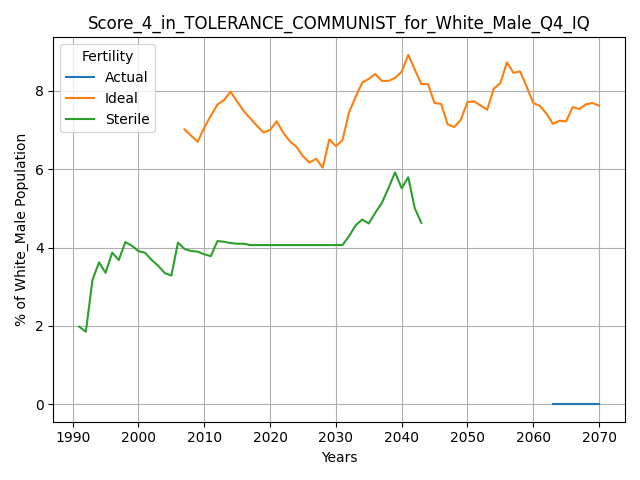 Score_4_in_TOLERANCE_COMMUNIST_for_White_Male_Q4_IQ
Fertility
Actual
Ideal
Sterile
% of White_Male Population
8
6
4
2
0
1990 2000 2010 2020 2030 2040 2050 2060 2070
Years